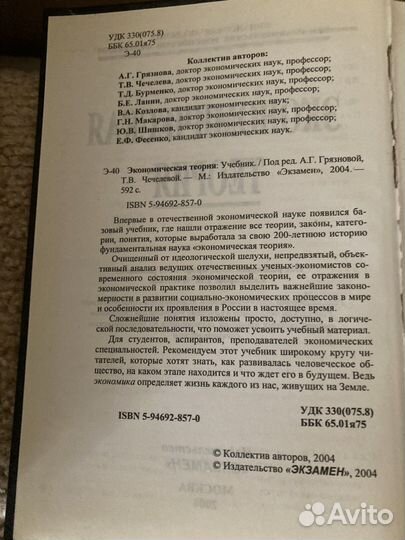 УДК 330(075.8)
ББК 65.01я75
Э-40
Коллектив авторов:
А.Г. Грязнова, доктор экономических наук, профессор;
Т.В. Чечелева, доктор экономических наук, профессор;
Т.Д. Бурменко, доктор экономических наук, профессор;
Б.Е. Ланин, доктор экономических наук, профессор;
В.А. Козлова, кандидат экономических наук;
Г.Н. Макарова, доктор экономических наук, профессор;
Ю.В. Шишков, доктор экономических наук, профессор;
Е.Ф. Фесенко, кандидат экономических наук.
Э-40 Экономическая теория: Учебник. / Под ред. А.Г. Грязновой,
Т.В. Чечелевой. — М.: Издательство «Экзамен», 2004. —
592 с.
ISBN 5-94692-857-0
Впервые в отечественной экономической науке появился ба-
зовый учебник, где нашли отражение все теории, законы, катего-
рии, понятия, которые выработала за свою 200-летнюю историю
фундаментальная наука «экономическая теория».
Очищенный от идеологической шелухи, непредвзятый, объек-
тивный анализ ведущих отечественных ученых-экономистов со-
временного состояния экономической теории, ее отражения в
экономической практике позволил выделить важнейшие законо-
мерности в развитии социально-экономических процессов в мире
и особенности их проявления в России в настоящее время.
Сложнейшие понятия изложены просто, доступно, в логичес-
кой последовательности, что поможет усвоить учебный материал.
Для студентов, аспирантов, преподавателей экономических
специальностей. Рекомендуем этот учебник широкому кругу чи-
тателей, которые хотят знать, как развивалась человеческое об-
щество, на каком этапе находится и что ждет его в будущем. Ведь
экономика определяет жизнь каждого из нас, живущих на Земле.
УДК 330(075.8)
ISBN 5-94692-857-0 ББК 65.01я75
© Коллектив авторов, 2004
© Издательство «ЭКЗАМЕН», 2004
Avito